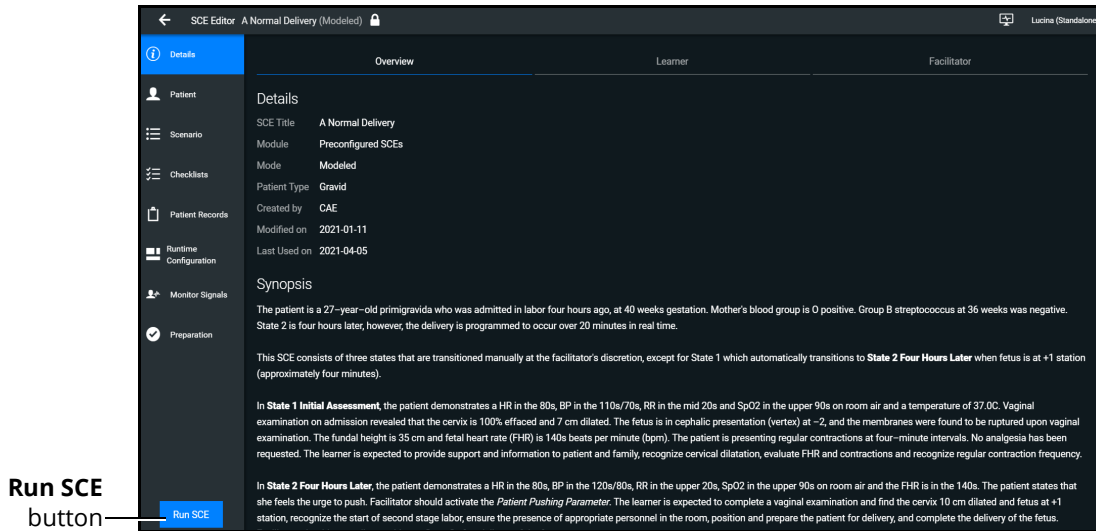 SCE Editor A Normal Delivery (Modeled)
Lucina (Standalone
Details
Patient
Scenario
Checklists
Patient Records
Runtime
Configuration
Monitor Signals
Preparation
Run SCE
Overview
Learner
Facilitator
Details
SCE Title A Normal Delivery
Module Preconfigured SCEs
Mode Modeled
Patient Type Gravid
Created by CAE
Modified on 2021-01-11
Last Used on 2021-04-05
Synopsis
The patient is a 27–year–old primigravida who was admitted in labor four hours ago, at 40 weeks gestation. Mother's blood group is O positive. Group B streptococcus at 36 weeks was negative.
State 2 is four hours later, however, the delivery is programmed to occur over 20 minutes in real time.
This SCE consists of three states that are transitioned manually at the facilitator's discretion, except for State 1 which automatically transitions to State 2 Four Hours Later when fetus is at +1 station
(approximately four minutes).
In State 1 Initial Assessment, the patient demonstrates a HR in the 80s, BP in the 110s/70s, RR in the mid 20s and SpO2 in the upper 90s on room air and a temperature of 37.0C. Vaginal
examination on admission revealed that the cervix is 100% effaced and 7 cm dilated. The fetus is in cephalic presentation (vertex) at –2, and the membranes were found to be ruptured upon vaginal
examination. The fundal height is 35 cm and fetal heart rate (FHR) is 140s beats per minute (bpm). The patient is presenting regular contractions at four–minute intervals. No analgesia has been
requested. The learner is expected to provide support and information to patient and family, recognize cervical dilatation, evaluate FHR and contractions and recognize regular contraction frequency.
In State 2 Four Hours Later, the patient demonstrates a HR in the 80s, BP in the 120s/80s, RR in the upper 20s, SpO2 in the upper 90s on room air and the FHR is in the 140s. The patient states that
she feels the urge to push. Facilitator should activate the Patient Pushing Parameter. The learner is expected to complete a vaginal examination and find the cervix 10 cm dilated and fetus at +1
station, recognize the start of second stage labor, ensure the presence of appropriate personnel in the room, position and prepare the patient for delivery, and complete the delivery of the fetus.
Run SCE
button